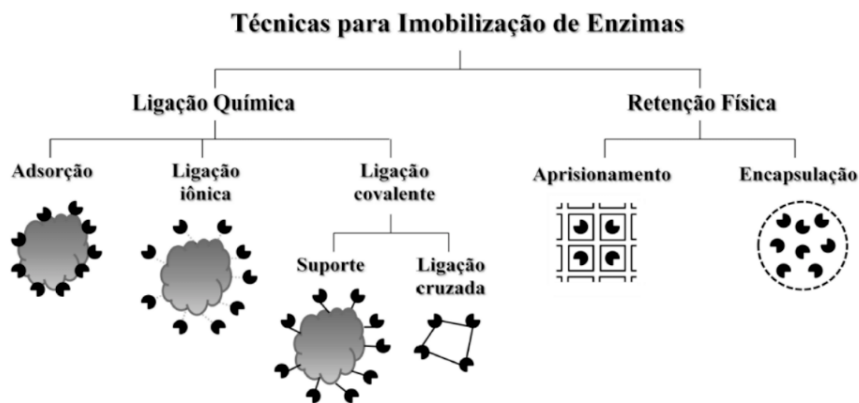 Técnicas para Imobilização de Enzimas
Ligação Química
Retenção Física
Adsorção
Ligação
iônica
Ligação
covalente
Aprisionamento
Encapsulação
Suporte
Ligação
cruzada